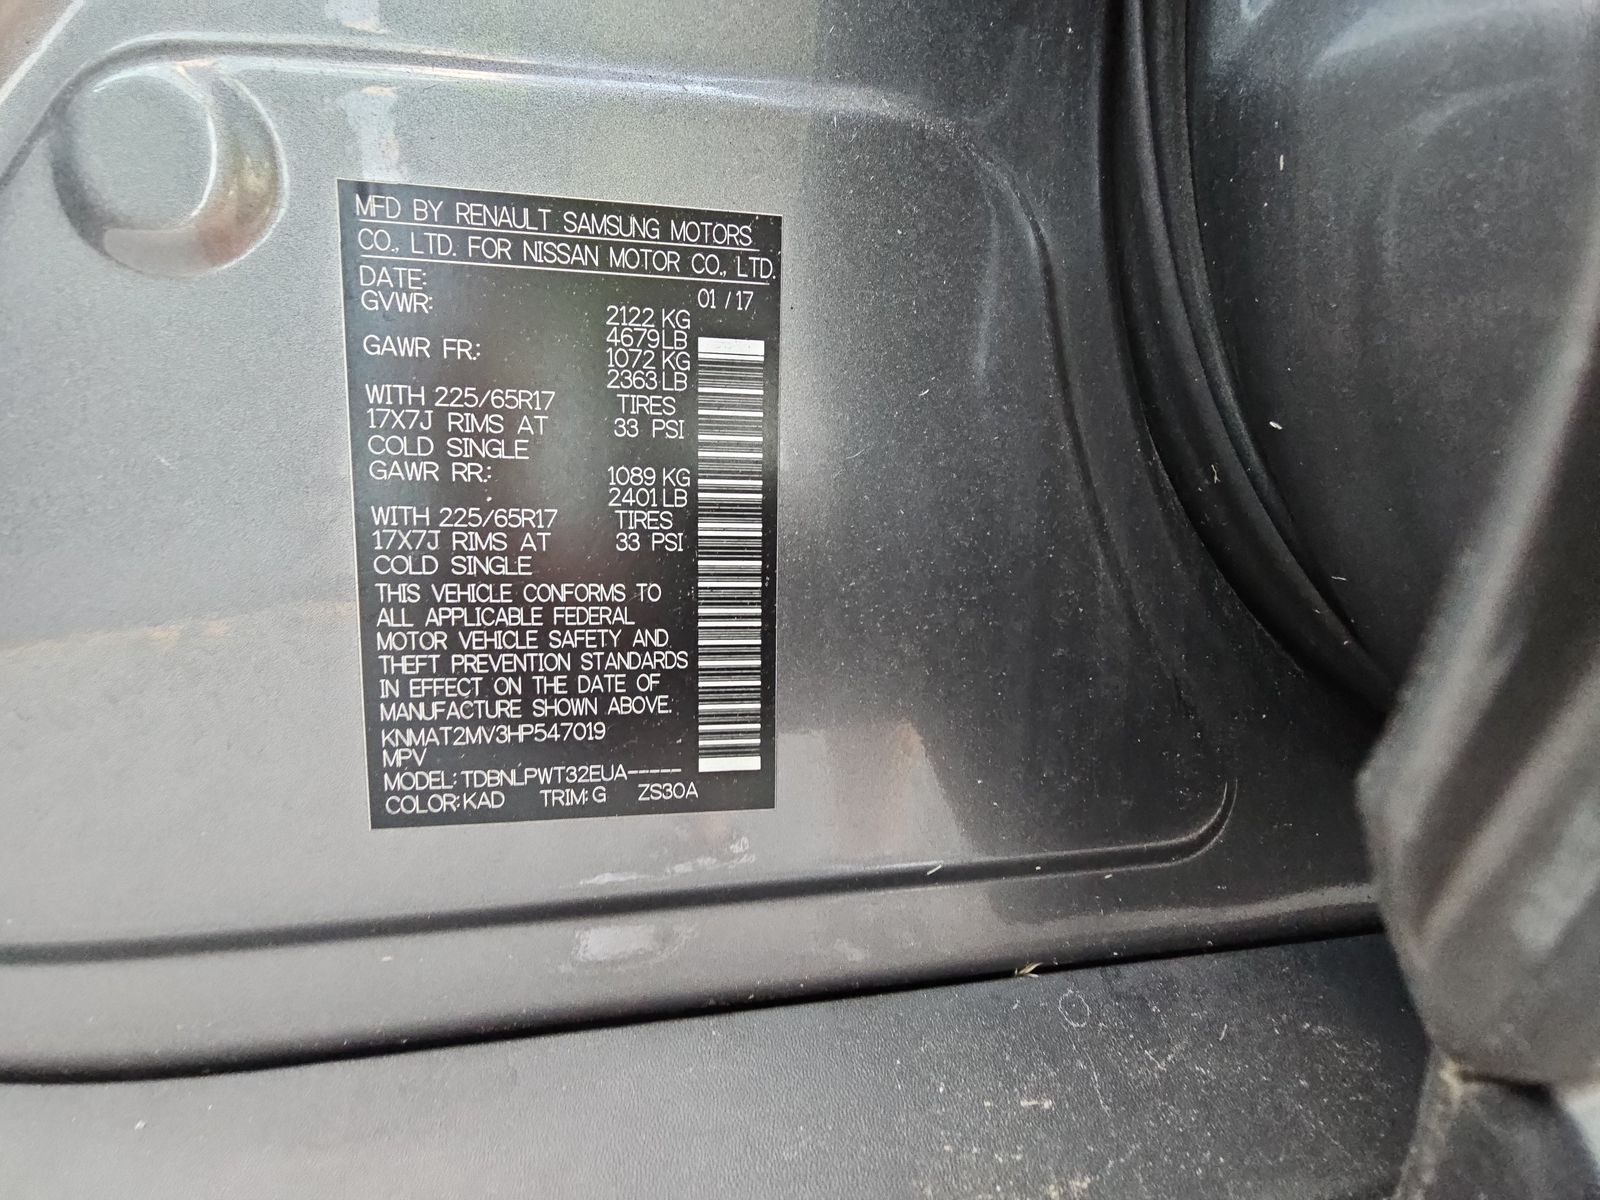 MFD BY RENAULT SAMSUNG MOTORS
CO., LTD. FOR NISSAN MOTOR CO., LTD.
DATE: 01 / 17
GVWR: 2122 KG
4679 LB
GAWR FR: 1072 KG
2363 LB
WITH 225/65R17 TIRES
17X7J RIMS AT 33 PSI
COLD SINGLE
GAWR RR: 1089 KG
2401 LB
WITH 225/65R17 TIRES
17X7J RIMS AT 33 PSI
COLD SINGLE
THIS VEHICLE CONFORMS TO
ALL APPLICABLE FEDERAL
MOTOR VEHICLE SAFETY AND
THEFT PREVENTION STANDARDS
IN EFFECT ON THE DATE OF
MANUFACTURE SHOWN ABOVE.
KNMAT2MV3HP547019
MPV
MODEL: TDBNLPWT32EUA-----
COLOR: KAD TRIM: G ZS30A